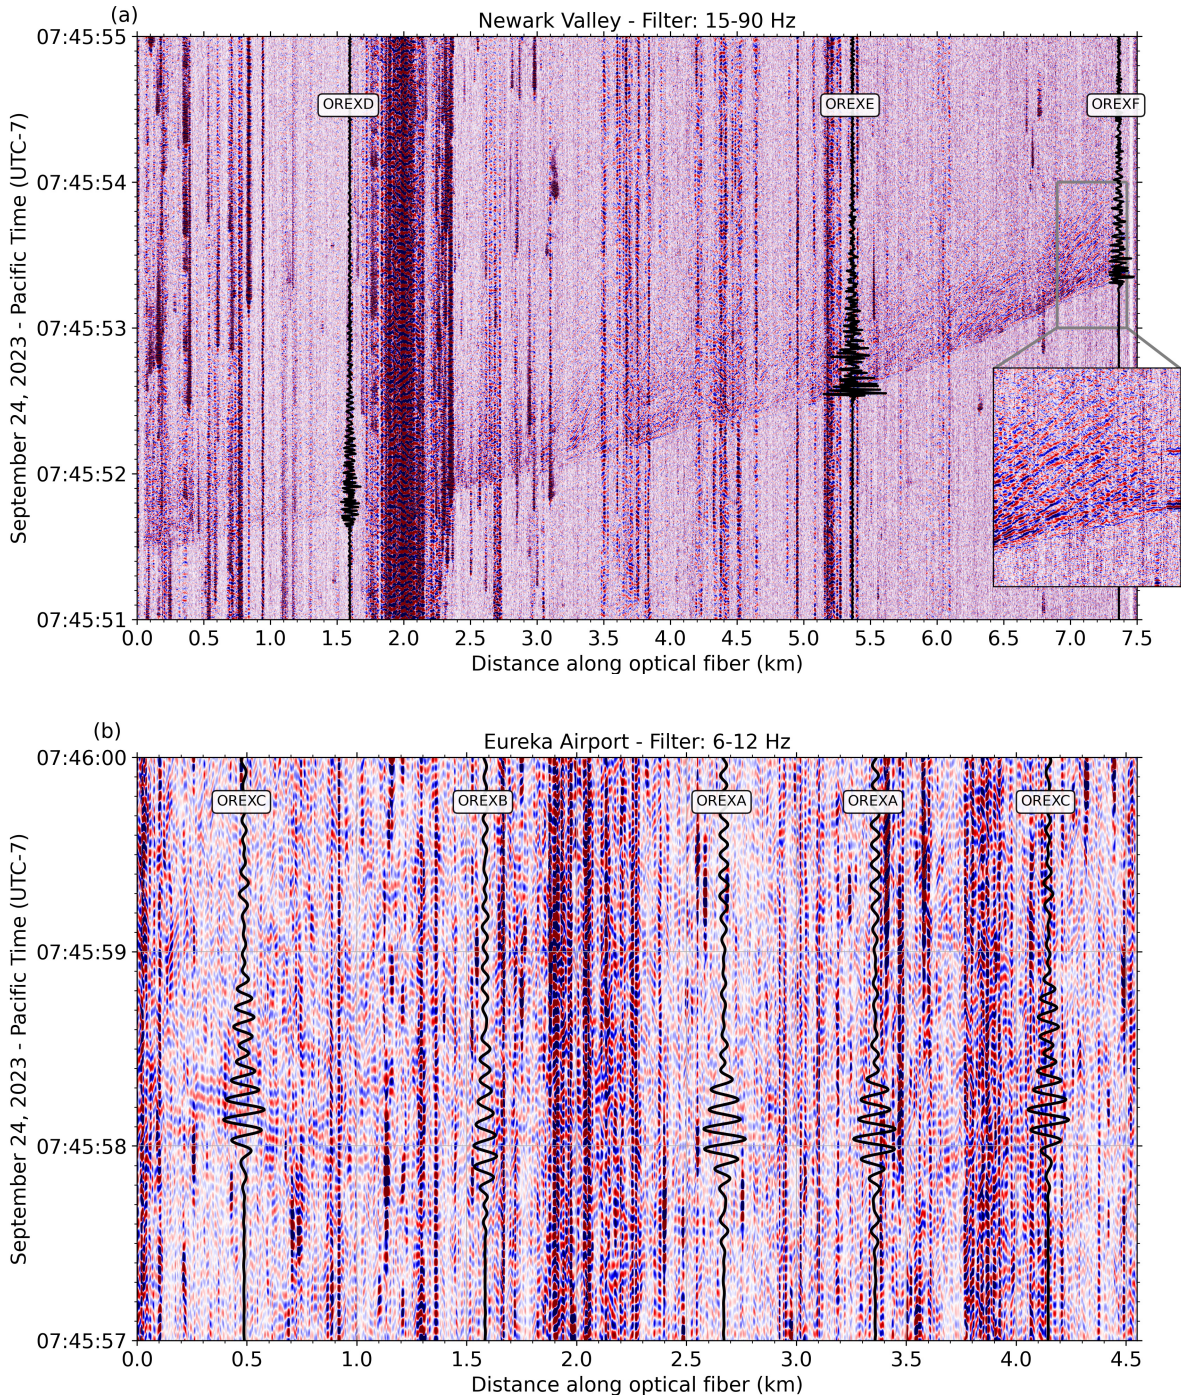 (a)
Newark Valley - Filter: 15-90 Hz
September 24, 2023 - Pacific Time (UTC-7)
07:45:55
07:45:54
07:45:53
07:45:52
07:45:51
OREXD
OREXE
OREXF
0.0 0.5 1.0 1.5 2.0 2.5 3.0 3.5 4.0 4.5 5.0 5.5 6.0 6.5 7.0 7.5
Distance along optical fiber (km)
(b)
Eureka Airport - Filter: 6-12 Hz
September 24, 2023 - Pacific Time (UTC-7)
07:46:00
07:45:59
07:45:58
07:45:57
OREXC
OREXB
OREXA
OREXA
OREXC
0.0 0.5 1.0 1.5 2.0 2.5 3.0 3.5 4.0 4.5
Distance along optical fiber (km)